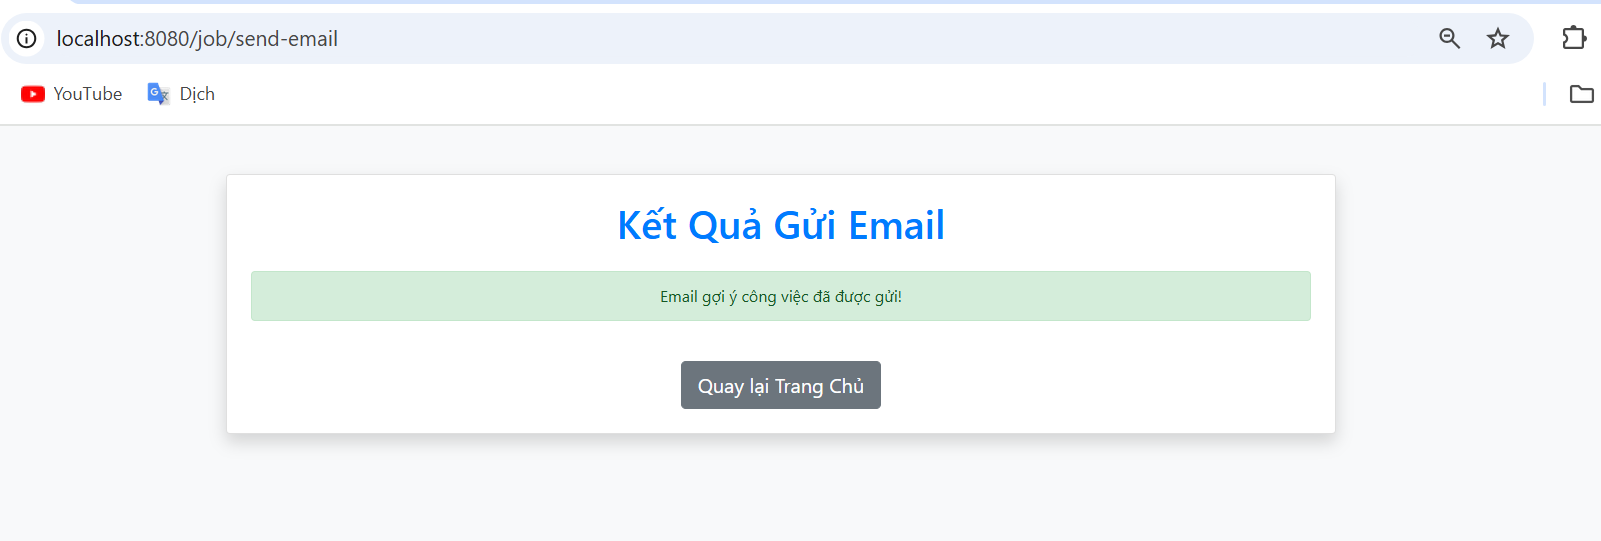 localhost:8080/job/send-email
YouTube Dịch
Kết Quả Gửi Email
Email gợi ý công việc đã được gửi!
Quay lại Trang Chủ